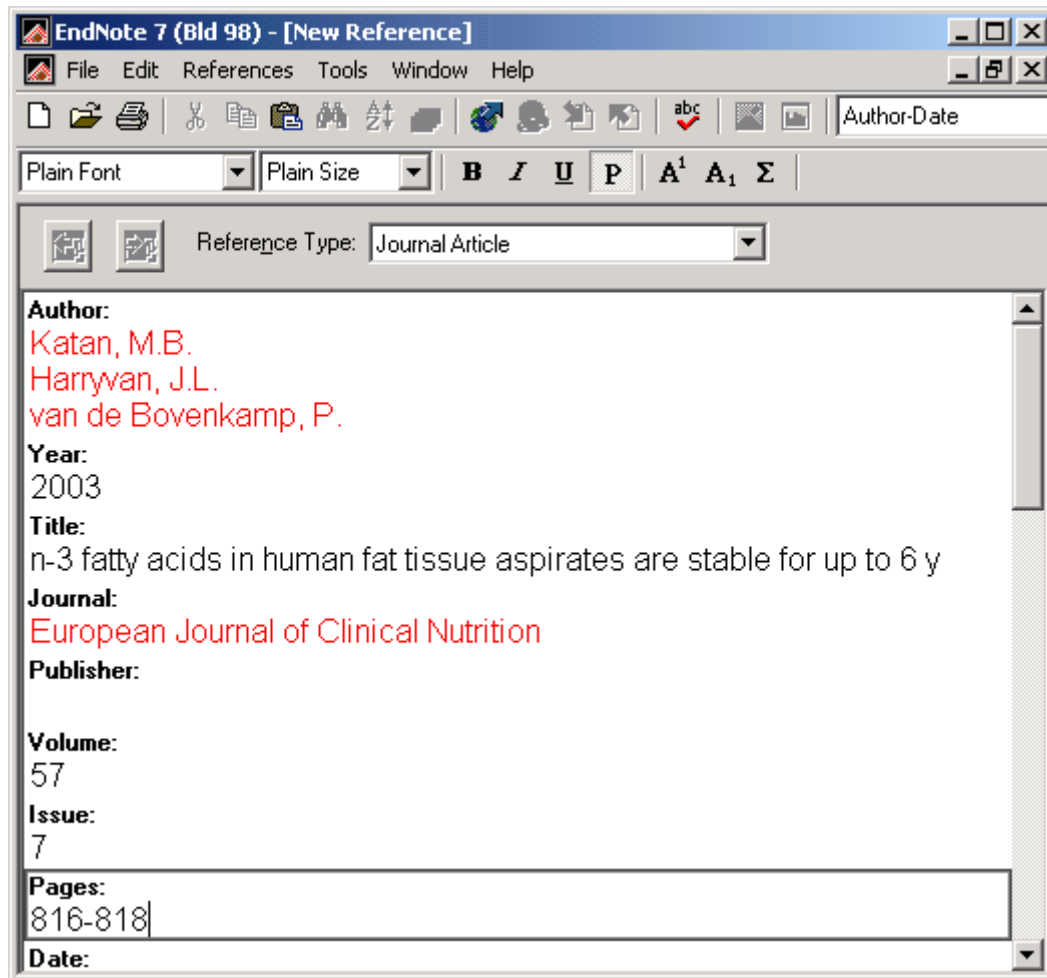 EndNote 7 (Bld 98) - [New Reference]
File Edit References Tools Window Help
abc Author-Date
Plain Font Plain Size B I U P A1 A1 Σ
Reference Type: Journal Article
Author:
Katan, M.B.
Harryvan, J.L.
van de Bovenkamp, P.
Year:
2003
Title:
n-3 fatty acids in human fat tissue aspirates are stable for up to 6 y
Journal:
European Journal of Clinical Nutrition
Publisher:
Volume:
57
Issue:
7
Pages:
816-818
Date: